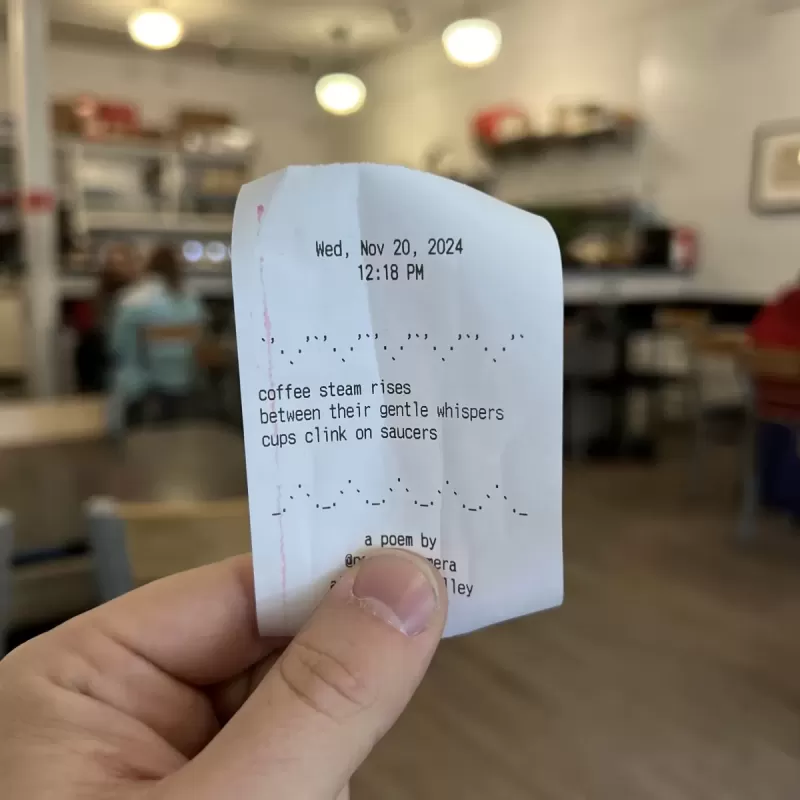 Wed, Nov 20, 2024
12:18 PM
coffee steam rises
between their gentle whispers
cups clink on saucers
a poem by